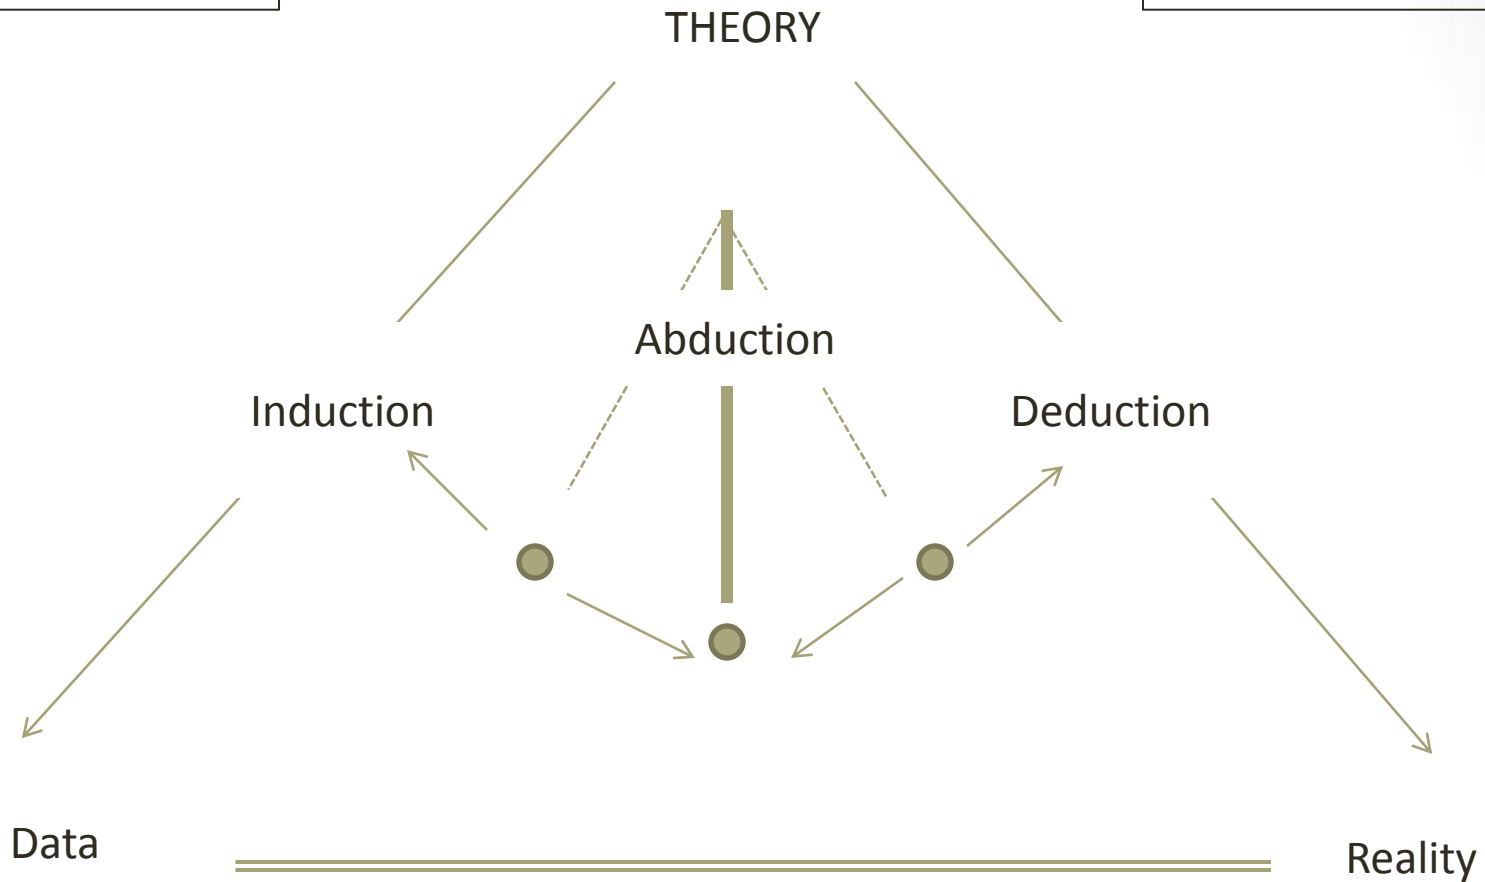 THEORY
Abduction
Induction
Deduction
Data
Reality